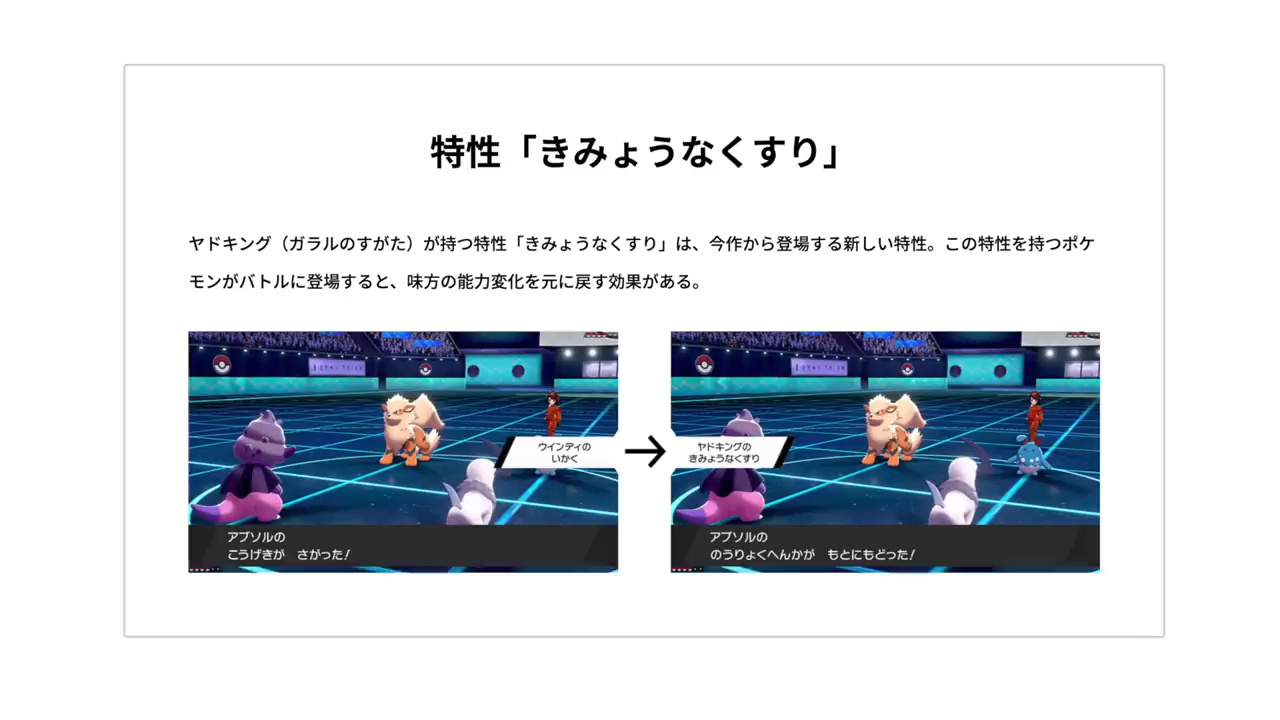 特性「きみょうなくすり」
ヤドキング（ガラルのすがた）が持つ特性「きみょうなくすり」は、今作から登場する新しい特性。この特性を持つポケ
モンがバトルに登場すると、味方の能力変化を元に戻す効果がある。
ウインディの
いかく
アブソルの
こうげきが さがった！
ヤドキングの
きみょうなくすり
アブソルの
のうりょくへんかが もとにもどった！